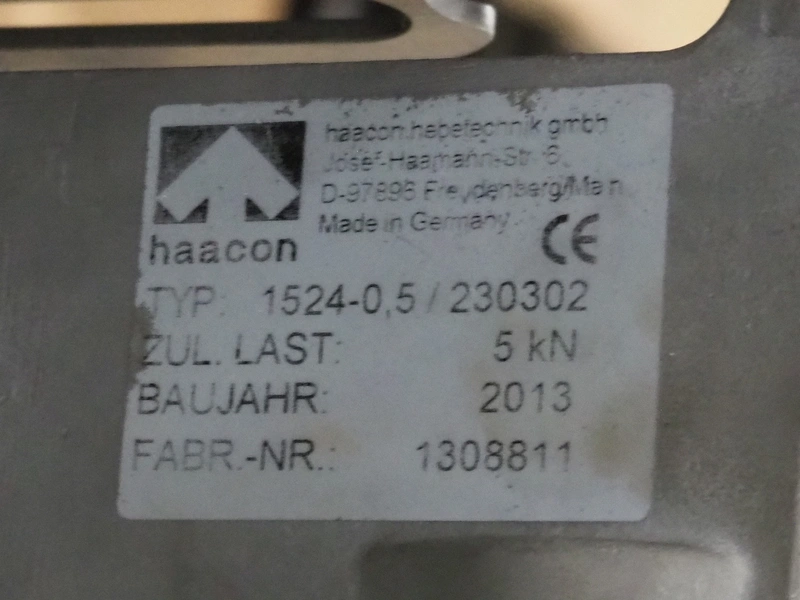 haacon hebetechnik gmbh
Josef-Haamann-Str. 6
D-97896 Freudenberg/Main
Made in Germany
CE
haacon
TYP: 1524-0,5 / 230302
ZUL. LAST: 5 kN
BAUJAHR: 2013
FABR.-NR.: 1308811